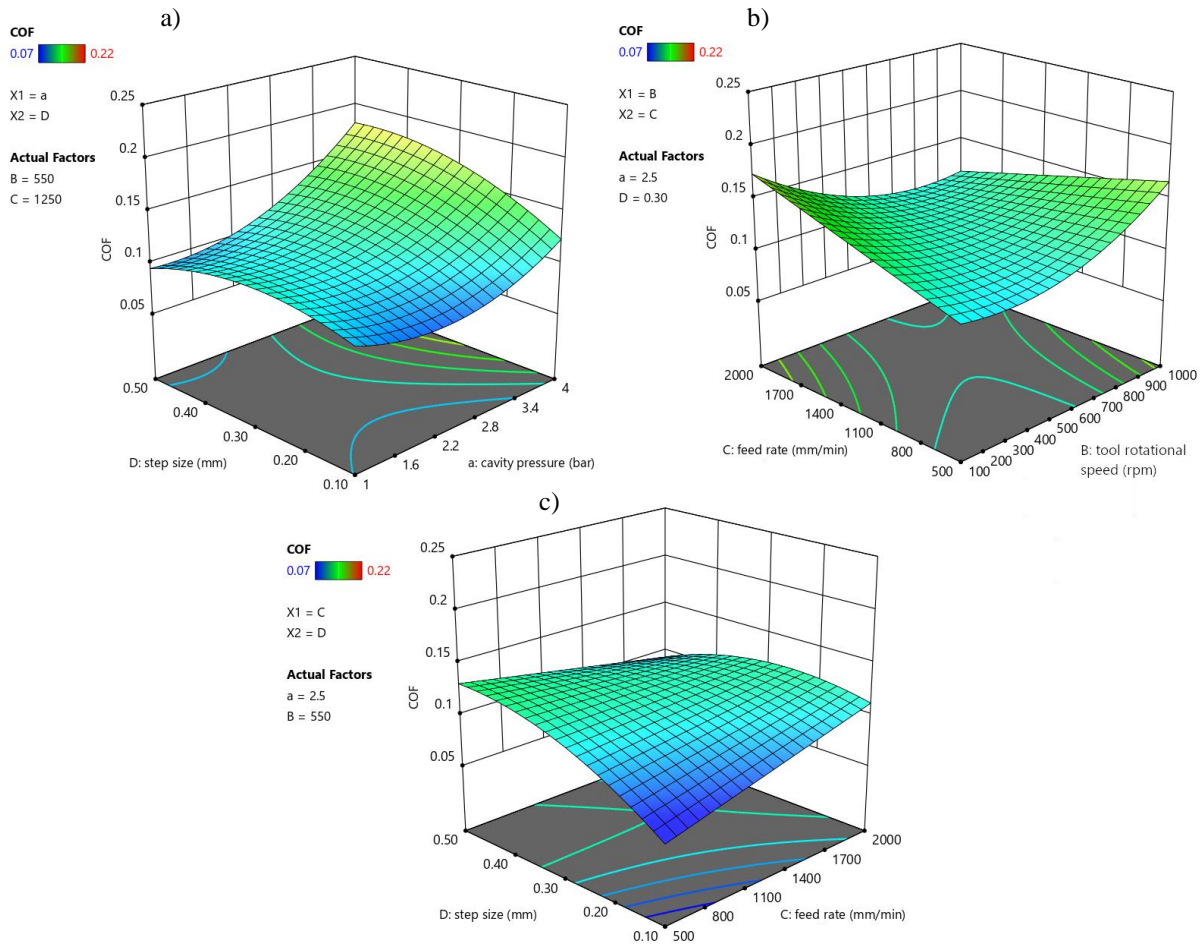 a)
COF
0.07 0.22
X1 = a
X2 = D
Actual Factors
B = 550
C = 1250
0.25
0.2
0.15
0.1
0.05
COF
0.50
0.40
0.30
0.20
0.10
D: step size (mm)
1
1.6
2.2
2.8
3.4
4
a: cavity pressure (bar)
b)
COF
0.07 0.22
X1 = B
X2 = C
Actual Factors
a = 2.5
D = 0.30
0.25
0.2
0.15
0.1
0.05
COF
2000
1700
1400
1100
800
500
C: feed rate (mm/min)
100
200
300
400
500
600
700
800
900
1000
B: tool rotational
speed (rpm)
c)
COF
0.07 0.22
X1 = C
X2 = D
Actual Factors
a = 2.5
B = 550
0.25
0.2
0.15
0.1
0.05
COF
0.50
0.40
0.30
0.20
0.10
D: step size (mm)
500
800
1100
1400
1700
2000
C: feed rate (mm/min)